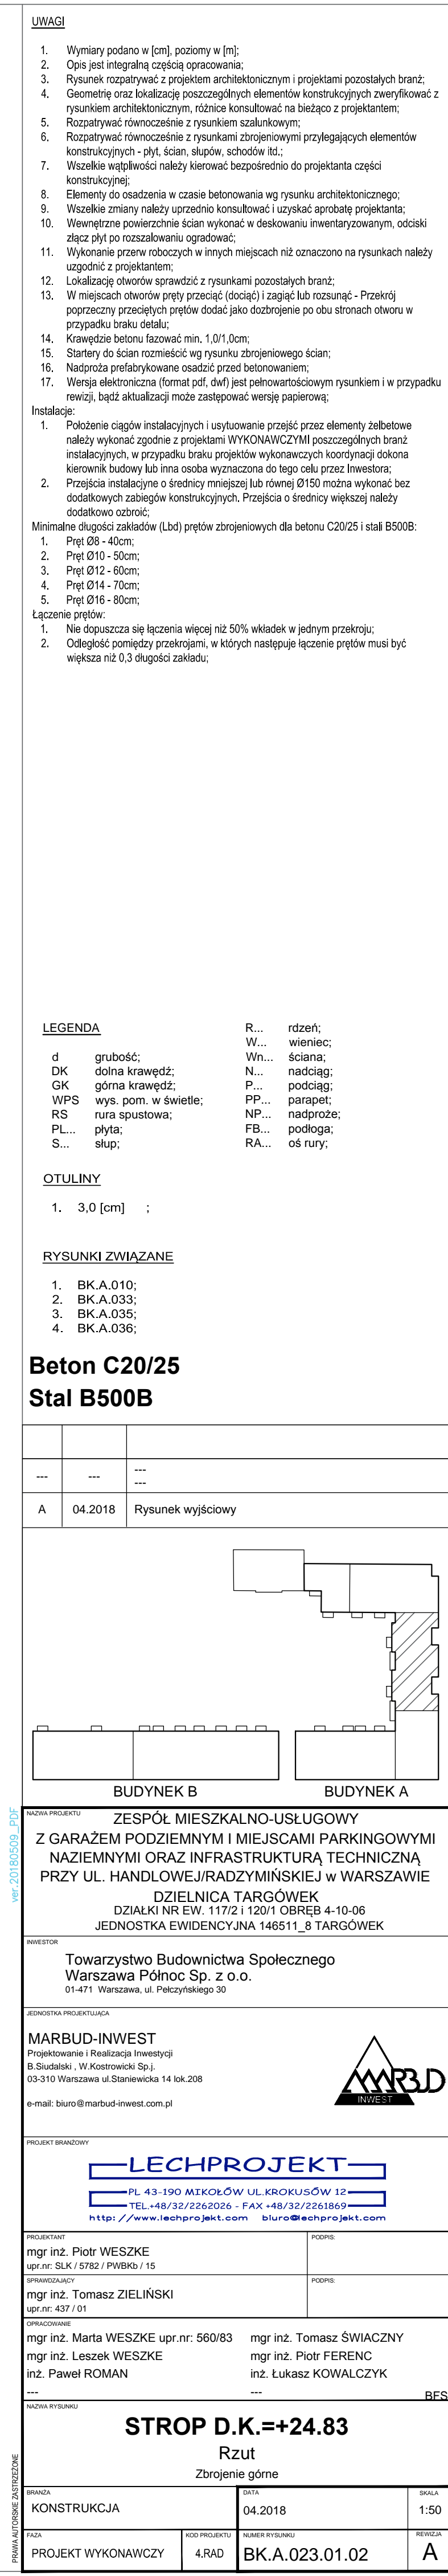 UWAGI
1. Wymiary podano w [cm], poziomy w [m];
2. Opis jest integralną częścią opracowania;
3. Rysunek rozpatrywać z projektem architektonicznym i projektami pozostałych branż;
4. Geometrię oraz lokalizację poszczególnych elementów konstrukcyjnych zweryfikować z
rysunkiem architektonicznym, różnice konsultować na bieżąco z projektantem;
5. Rozpatrywać równocześnie z rysunkiem szalunkowym;
6. Rozpatrywać równocześnie z rysunkami zbrojeniowymi przylegających elementów
konstrukcyjnych - płyt, ścian, słupów, schodów itd.;
7. Wszelkie wątpliwości należy kierować bezpośrednio do projektanta części
konstrukcyjnej;
8. Elementy do osadzenia w czasie betonowania wg rysunku architektonicznego;
9. Wszelkie zmiany należy uprzednio konsultować i uzyskać aprobatę projektanta;
10. Wewnętrzne powierzchnie ścian wykonać w deskowaniu inwentaryzowanym, odciski
złącz płyt po rozszalowaniu ogradować;
11. Wykonanie przerw roboczych w innych miejscach niż oznaczono na rysunkach należy
uzgodnić z projektantem;
12. Lokalizację otworów sprawdzić z rysunkami pozostałych branż;
13. W miejscach otworów pręty przeciąć (dociąć) i zagiąć lub rozsunąć - Przekrój
poprzeczny przeciętych prętów dodać jako dozbrojenie po obu stronach otworu w
przypadku braku detalu;
14. Krawędzie betonu fazować min. 1,0/1,0cm;
15. Startery do ścian rozmieścić wg rysunku zbrojeniowego ścian;
16. Nadproża prefabrykowane osadzić przed betonowaniem;
17. Wersja elektroniczna (format pdf, dwf) jest pełnowartościowym rysunkiem i w przypadku
rewizji, bądź aktualizacji może zastępować wersję papierową;
Instalacje:
1. Położenie ciągów instalacyjnych i usytuowanie przejść przez elementy żelbetowe
należy wykonać zgodnie z projektami WYKONAWCZYMI poszczególnych branż
instalacyjnych, w przypadku braku projektów wykonawczych koordynacji dokona
kierownik budowy lub inna osoba wyznaczona do tego celu przez Inwestora;
2. Przejścia instalacyjne o średnicy mniejszej lub równej Ø150 można wykonać bez
dodatkowych zabiegów konstrukcyjnych. Przejścia o średnicy większej należy
dodatkowo ozbroić;
Minimalne długości zakładów (Lbd) prętów zbrojeniowych dla betonu C20/25 i stali B500B:
1. Pręt Ø8 - 40cm;
2. Pręt Ø10 - 50cm;
3. Pręt Ø12 - 60cm;
4. Pręt Ø14 - 70cm;
5. Pręt Ø16 - 80cm;
Łączenie prętów:
1. Nie dopuszcza się łączenia więcej niż 50% wkładek w jednym przekroju;
2. Odległość pomiędzy przekrojami, w których następuje łączenie prętów musi być
większa niż 0,3 długości zakładu;
LEGENDA
d grubość;
DK dolna krawędź;
GK górna krawędź;
WPS wys. pom. w świetle;
RS rura spustowa;
PL... płyta;
S... słup;
R... rdzeń;
W... wieniec;
Wn... ściana;
N... nadciąg;
P... podciąg;
PP... parapet;
NP... nadproże;
FB... podłoga;
RA... oś rury;
OTULINY
1. 3,0 [cm] ;
RYSUNKI ZWIĄZANE
1. BK.A.010;
2. BK.A.033;
3. BK.A.035;
4. BK.A.036;
Beton C20/25
Stal B500B
--- --- ---
---
A 04.2018 Rysunek wyjściowy
BUDYNEK B BUDYNEK A
ver.20180509_PDF
NAZWA PROJEKTU
ZESPÓŁ MIESZKALNO-USŁUGOWY
Z GARAŻEM PODZIEMNYM I MIEJSCAMI PARKINGOWYMI
NAZIEMNYMI ORAZ INFRASTRUKTURĄ TECHNICZNĄ
PRZY UL. HANDLOWEJ/RADZYMIŃSKIEJ w WARSZAWIE
DZIELNICA TARGÓWEK
DZIAŁKI NR EW. 117/2 i 120/1 OBRĘB 4-10-06
JEDNOSTKA EWIDENCYJNA 146511_8 TARGÓWEK
INWESTOR
Towarzystwo Budownictwa Społecznego
Warszawa Północ Sp. z o.o.
01-471 Warszawa, ul. Pełczyńskiego 30
JEDNOSTKA PROJEKTUJĄCA
MARBUD-INWEST
Projektowanie i Realizacja Inwestycji
B.Siudalski , W.Kostrowicki Sp.j.
03-310 Warszawa ul.Staniewicka 14 lok.208
e-mail: biuro@marbud-inwest.com.pl
MARBUD
INWEST
PROJEKT BRANŻOWY
LECHPROJEKT
PL 43-190 MIKOŁÓW UL.KROKUSÓW 12
TEL.+48/32/2262026 - FAX +48/32/2261869
http: //www.lechprojekt.com biuro@lechprojekt.com
PROJEKTANT PODPIS:
mgr inż. Piotr WESZKE
upr.nr: SLK / 5782 / PWBKb / 15
SPRAWDZAJĄCY PODPIS:
mgr inż. Tomasz ZIELIŃSKI
upr.nr: 437 / 01
OPRACOWANIE
mgr inż. Marta WESZKE upr.nr: 560/83 mgr inż. Tomasz ŚWIACZNY
mgr inż. Leszek WESZKE mgr inż. Piotr FERENC
inż. Paweł ROMAN inż. Łukasz KOWALCZYK
--- --- BFS
NAZWA RYSUNKU
STROP D.K.=+24.83
Rzut
Zbrojenie górne
PRAWA AUTORSKIE ZASTRZEŻONE
BRANŻA DATA SKALA
KONSTRUKCJA 04.2018 1:50
FAZA KOD PROJEKTU NUMER RYSUNKU REWIZJA
PROJEKT WYKONAWCZY 4.RAD BK.A.023.01.02 A